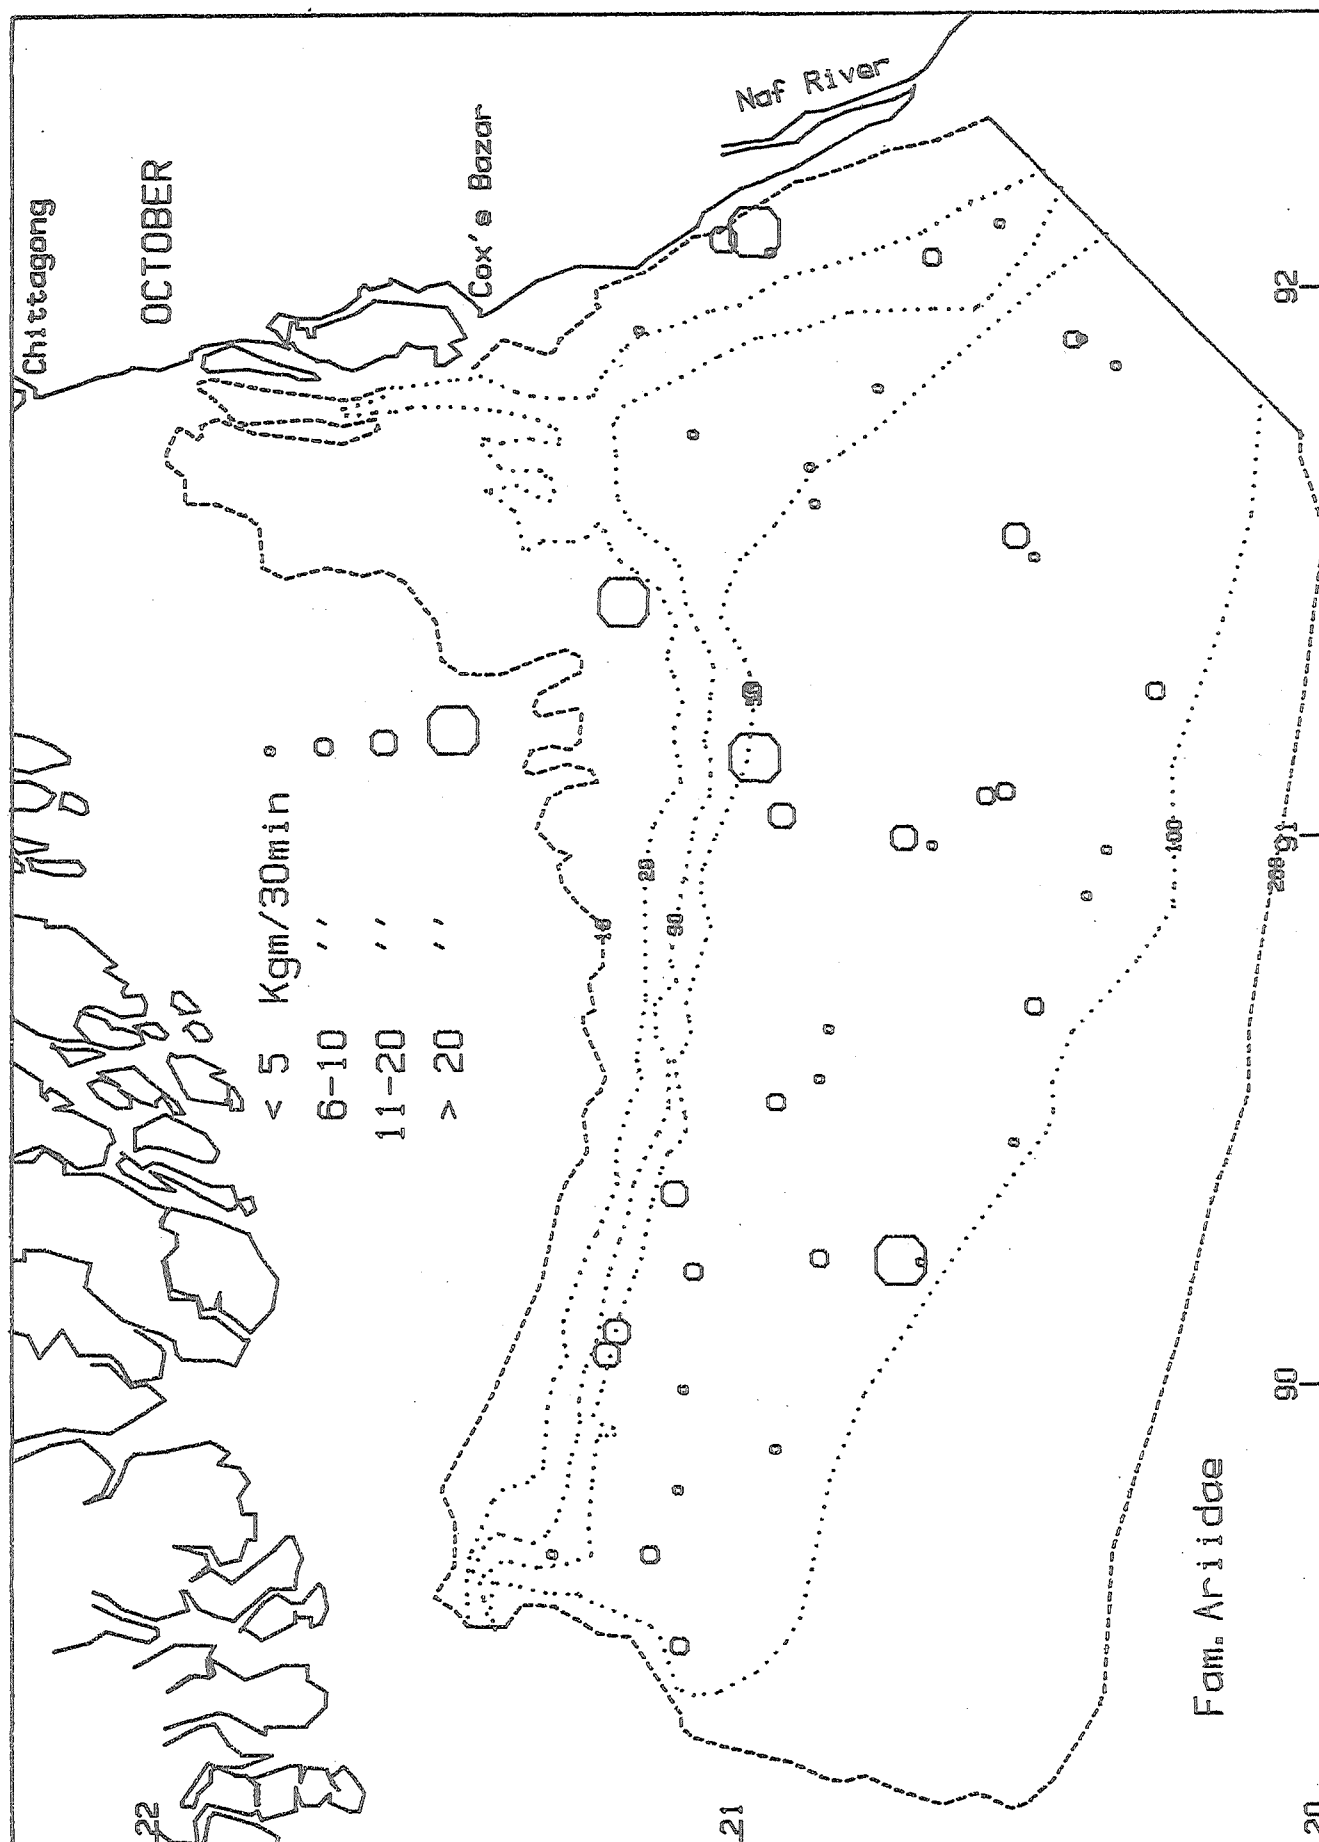 Chittagong
OCTOBER
Cox's Bazar
Naf River
< 5 Kgm/30min
6-10 ,,
11-20 ,,
> 20 ,,
10
20
50
100
200
92
91
90
22
21
20
Fam. Ariidae